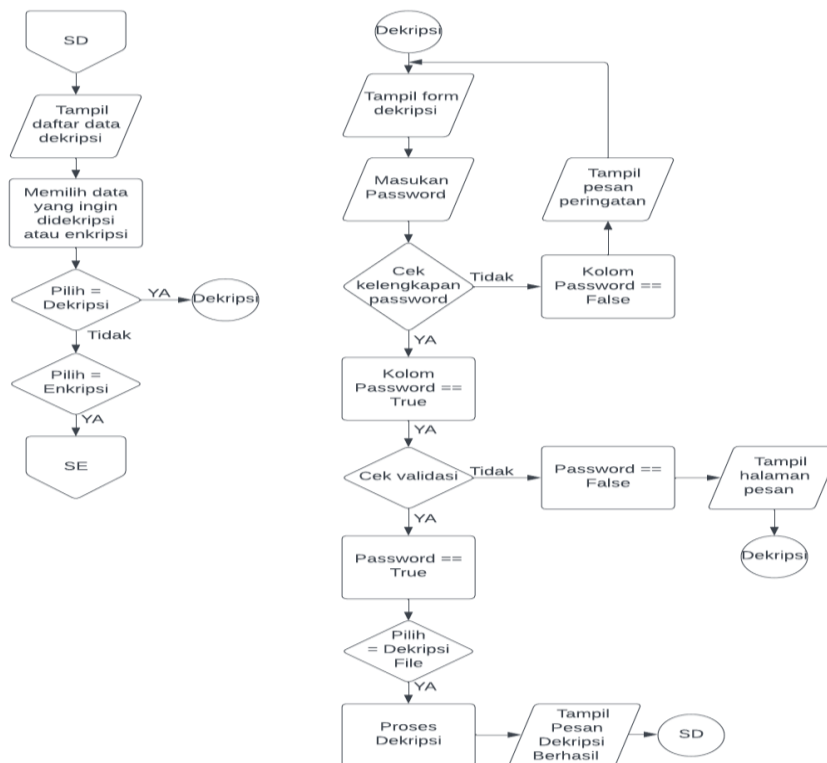 SD
Tampil
daftar data
dekripsi
Memilih data
yang ingin
didekripsi
atau enkripsi
Pilih =
Dekripsi
YA
Dekripsi
Tidak
Pilih =
Enkripsi
YA
SE
Dekripsi
Tampil form
dekripsi
Masukan
Password
Cek
kelengkapan
password
Tidak
Kolom
Password ==
False
Tampil
pesan
peringatan
YA
Kolom
Password ==
True
YA
Cek validasi
Tidak
Password ==
False
Tampil
halaman
pesan
Dekripsi
YA
Password ==
True
Pilih
= Dekripsi
File
YA
Proses
Dekripsi
Tampil
Pesan
Dekripsi
Berhasil
SD